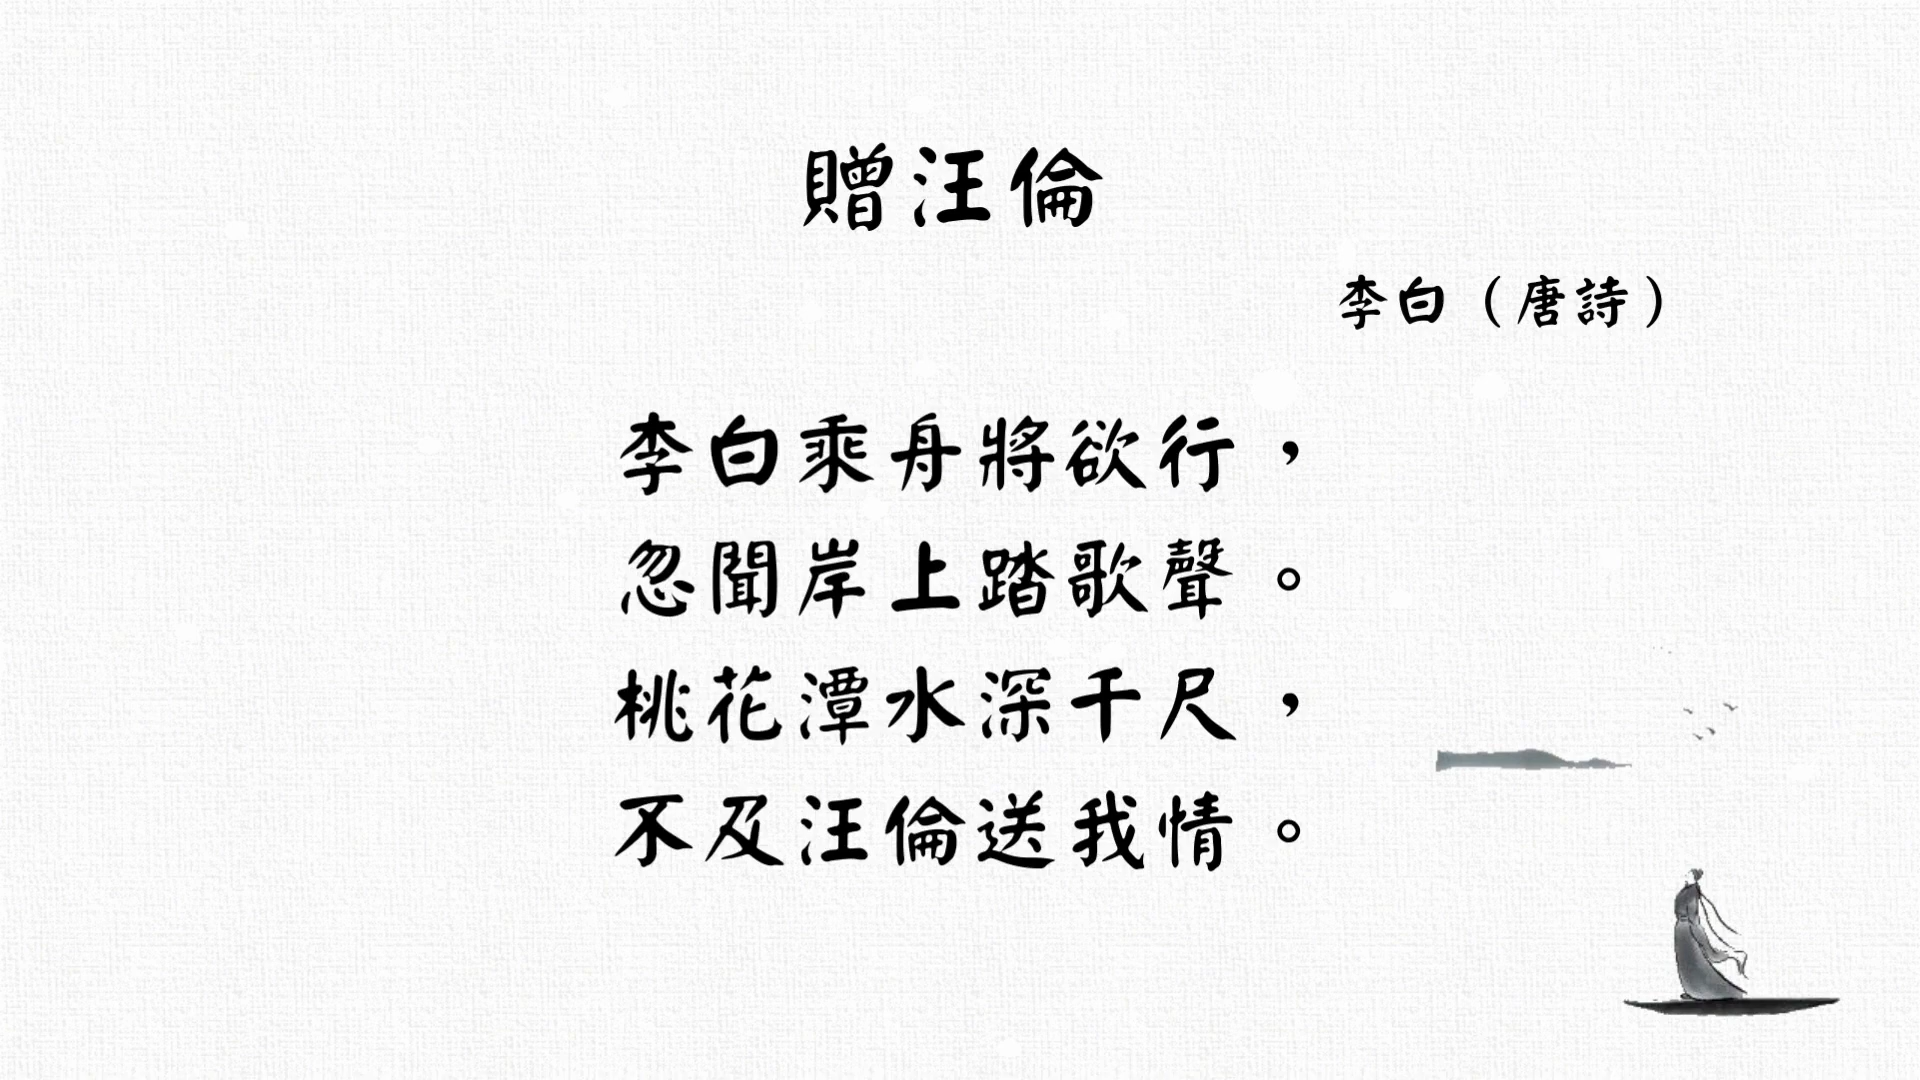 贈汪倫
李白（唐詩）
李白乘舟將欲行，
忽聞岸上踏歌聲。
桃花潭水深千尺，
不及汪倫送我情。